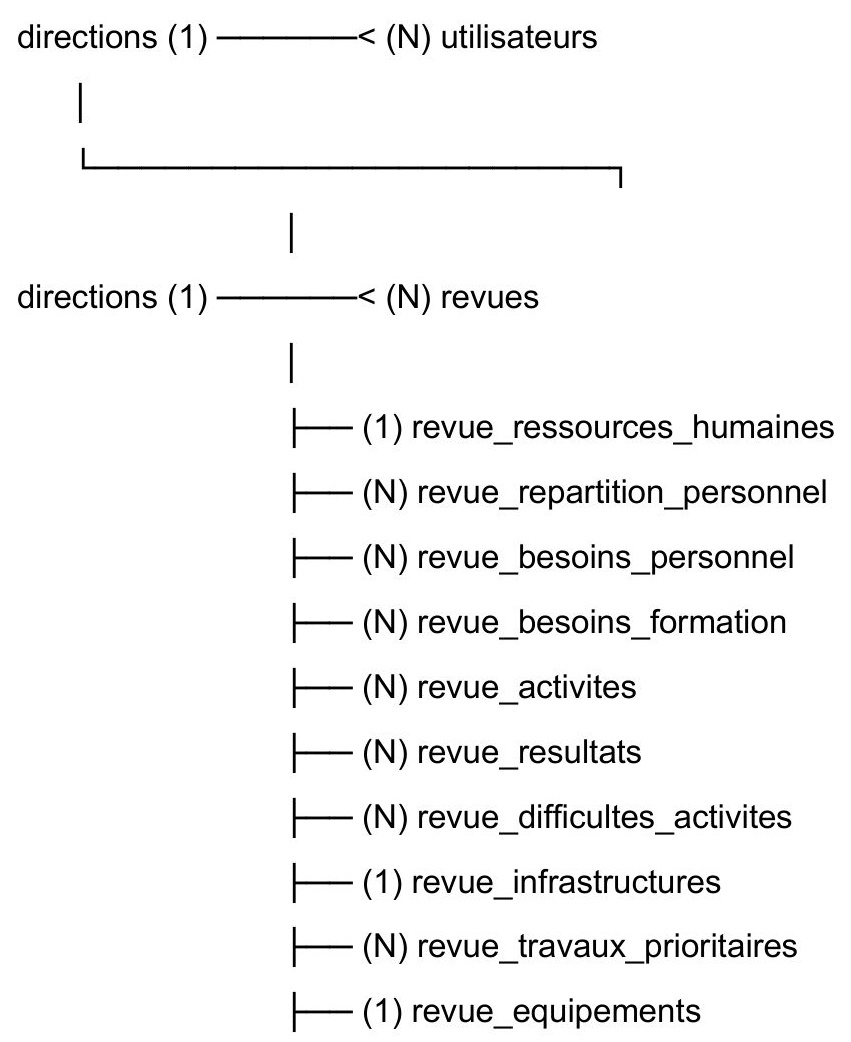 directions (1) ───────< (N) utilisateurs
│
└───────────────────────────┐
│
directions (1) ───────< (N) revues
│
├── (1) revue_ressources_humaines
├── (N) revue_repartition_personnel
├── (N) revue_besoins_personnel
├── (N) revue_besoins_formation
├── (N) revue_activites
├── (N) revue_resultats
├── (N) revue_difficultes_activites
├── (1) revue_infrastructures
├── (N) revue_travaux_prioritaires
├── (1) revue_equipements